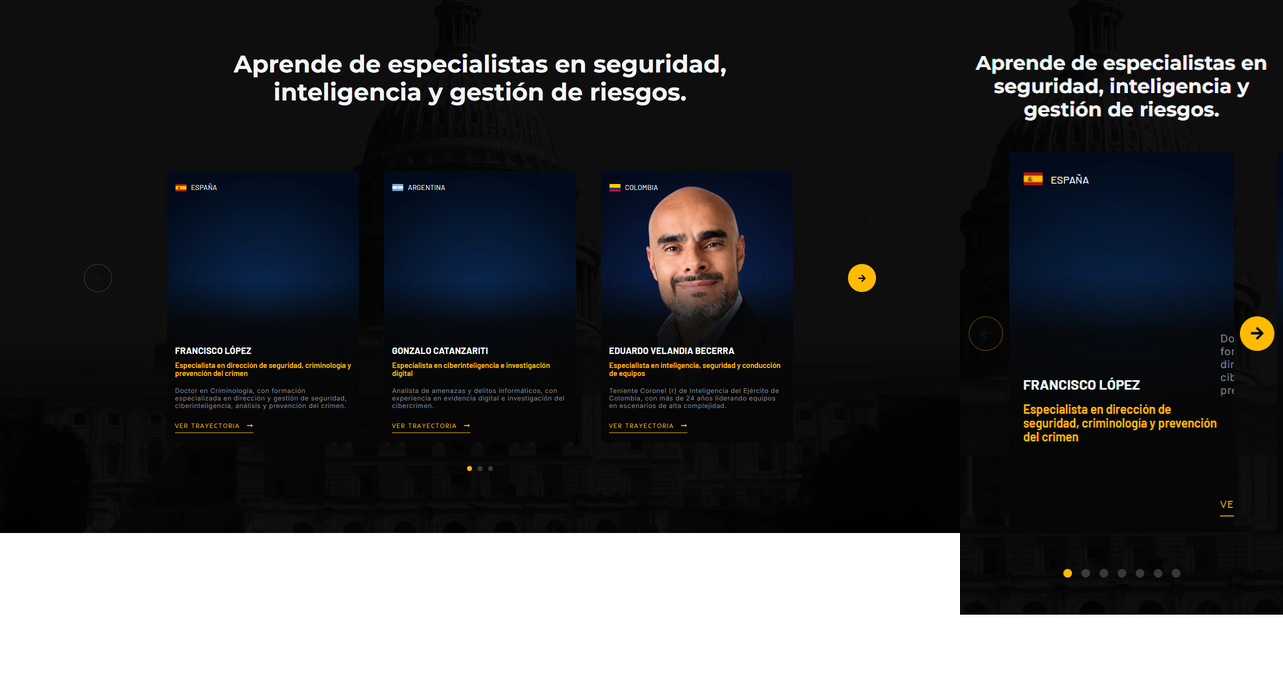 Aprende de especialistas en seguridad,
inteligencia y gestión de riesgos.
ESPAÑA
FRANCISCO LÓPEZ
Especialista en dirección de seguridad, criminología y
prevención del crimen
Doctor en Criminología, con formación
especializada en dirección y gestión de seguridad,
ciberinteligencia, análisis y prevención del crimen.
VER TRAYECTORIA →
ARGENTINA
GONZALO CATANZARITI
Especialista en ciberinteligencia e investigación
digital
Analista de amenazas y delitos informáticos, con
experiencia en evidencia digital e investigación del
cibercrimen.
VER TRAYECTORIA →
COLOMBIA
EDUARDO VELANDIA BECERRA
Especialista en inteligencia, seguridad y conducción
de equipos
Teniente Coronel (r) de Inteligencia del Ejército de
Colombia, con más de 24 años liderando equipos
en escenarios de alta complejidad.
VER TRAYECTORIA →
Aprende de especialistas en
seguridad, inteligencia y
gestión de riesgos.
ESPAÑA
FRANCISCO LÓPEZ
Especialista en dirección de
seguridad, criminología y prevención
del crimen
Do
for
dir
cib
pre
VE